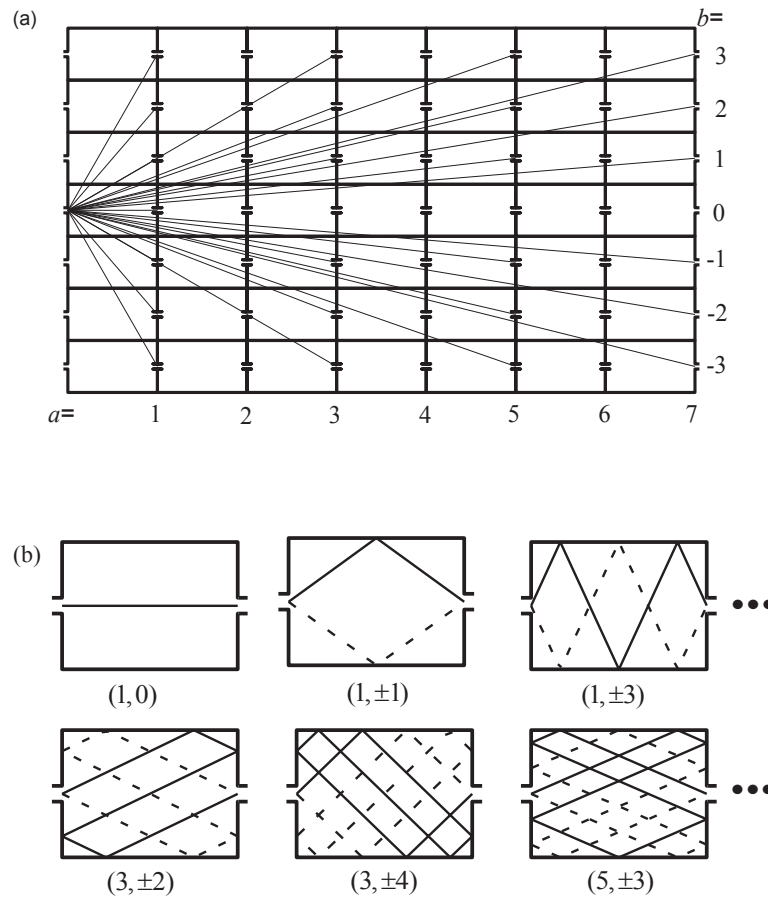 (a)
b=
3
2
1
0
-1
-2
-3
a= 1 2 3 4 5 6 7
(b)
(1, 0) (1, ±1) (1, ±3)
(3, ±2) (3, ±4) (5, ±3)